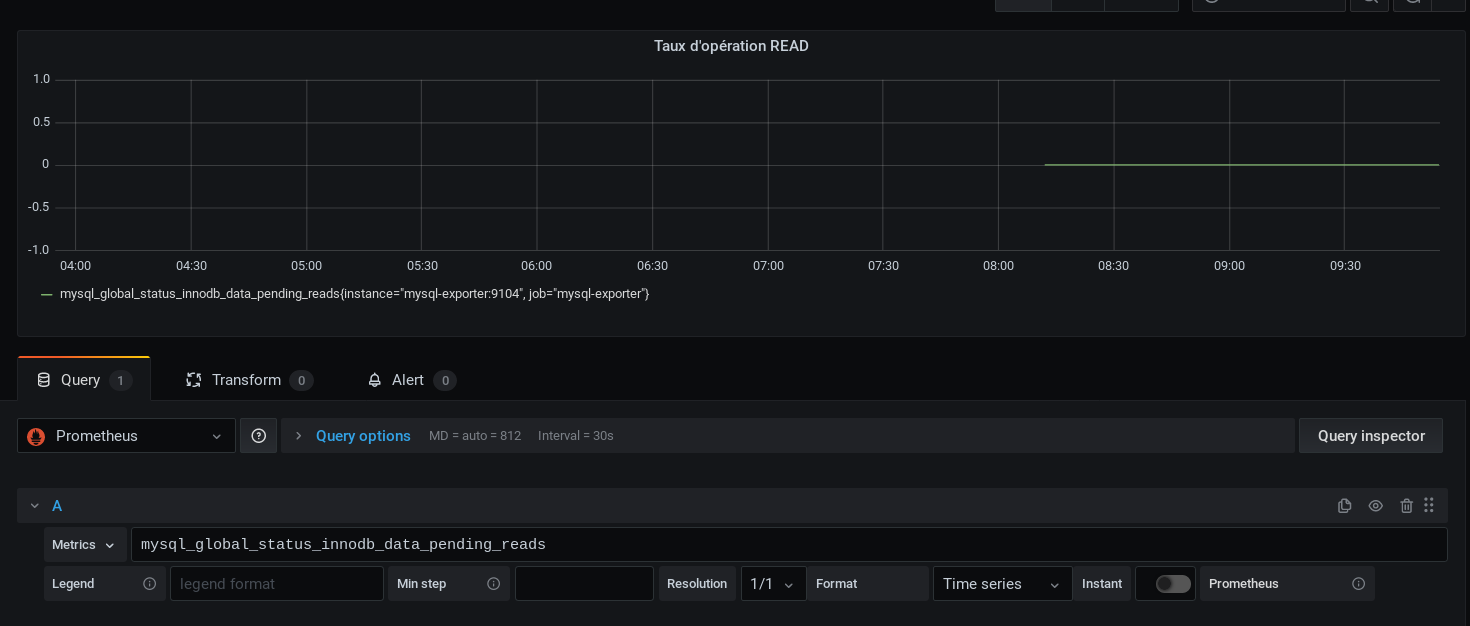 Taux d'opération READ
1.0
0.5
0
-0.5
-1.0
04:00 04:30 05:00 05:30 06:00 06:30 07:00 07:30 08:00 08:30 09:00 09:30
mysql_global_status_innodb_data_pending_reads{instance="mysql-exporter:9104", job="mysql-exporter"}
Query 1 Transform 0 Alert 0
Prometheus Query options MD = auto = 812 Interval = 30s Query inspector
A
Metrics mysql_global_status_innodb_data_pending_reads
Legend legend format Min step Resolution 1/1 Format Time series Instant Prometheus